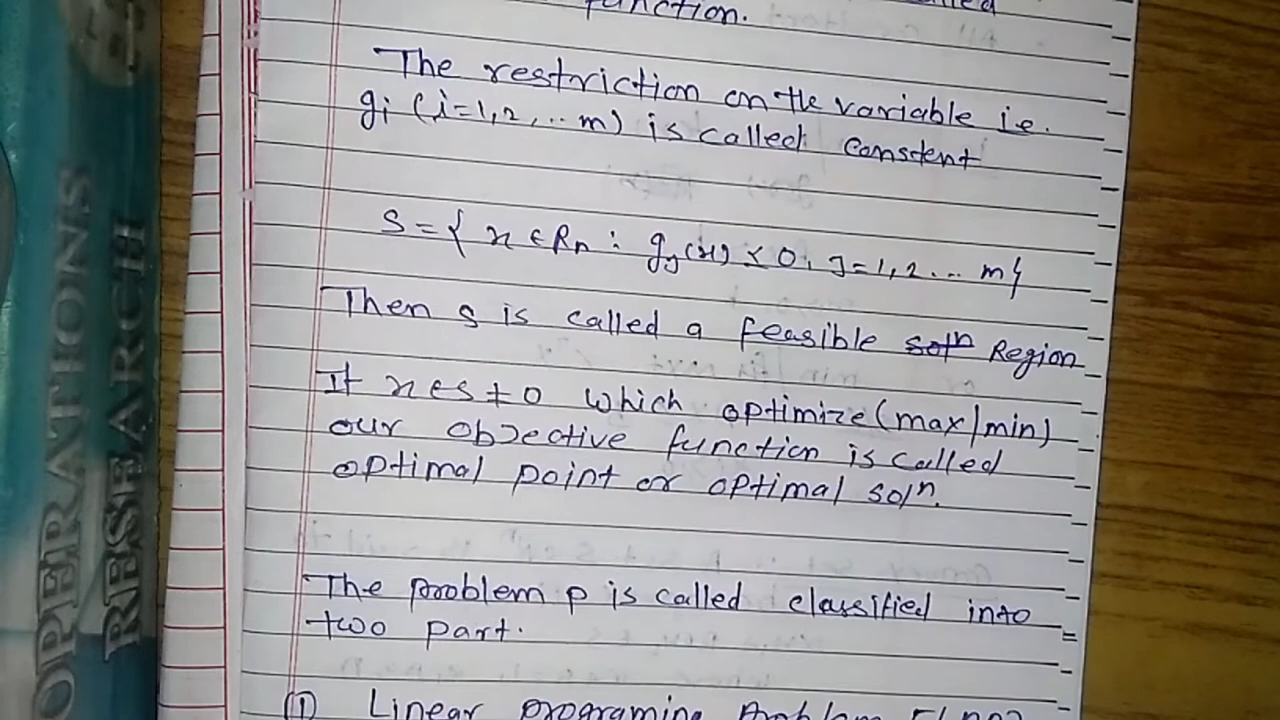 function.
The restriction on the variable i.e.
gi (i=1,2,... m) is called constent
S = { x ∈ Rn : gj(x) < 0, J=1,2... m}
Then s is called a feasible soln Region
If x ∈ s ≠ 0 which optimize (max/min)
our objective function is called
optimal point or optimal soln.
The problem p is called classified into
two part.
(1) Linear programing Problem
OPERATIONS
RESEARCH